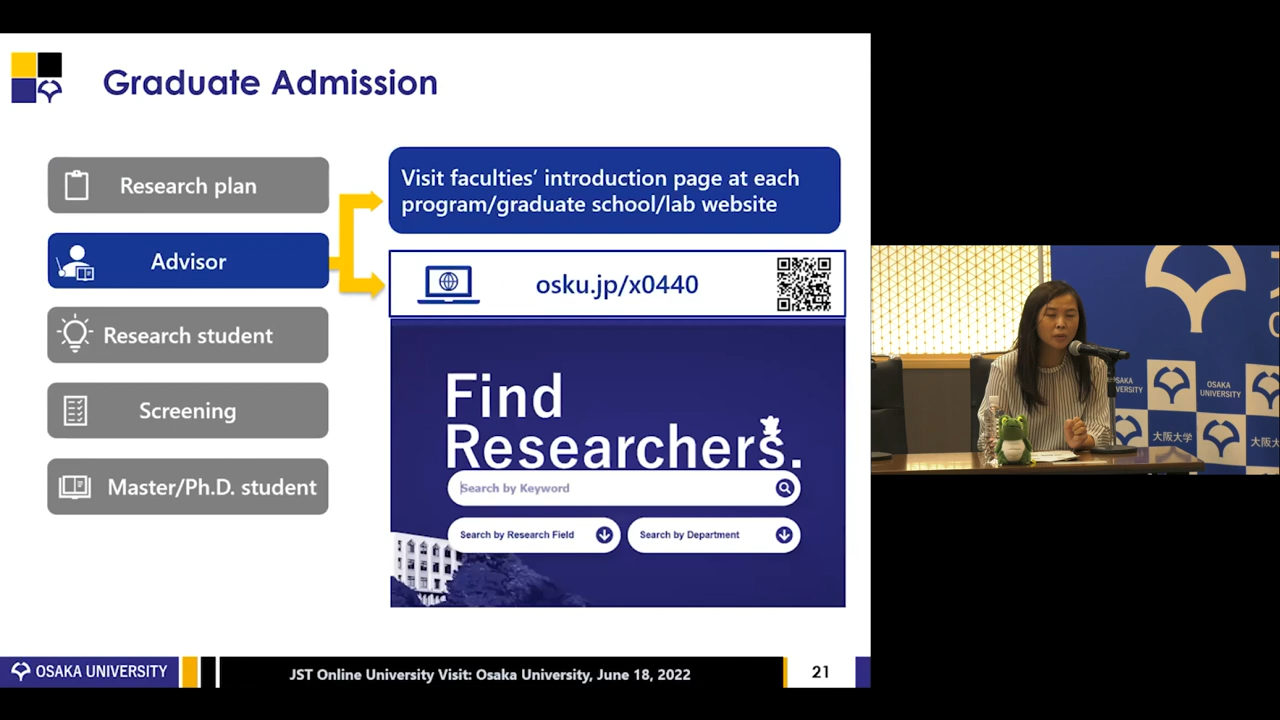 Graduate Admission
Research plan
Advisor
Research student
Screening
Master/Ph.D. student
Visit faculties’ introduction page at each
program/graduate school/lab website
osku.jp/x0440
Find
Researchers.
Search by Keyword
Search by Research Field
Search by Department
OSAKA UNIVERSITY
JST Online University Visit: Osaka University, June 18, 2022
21
OSAKA
UNIVERSITY
大阪大学